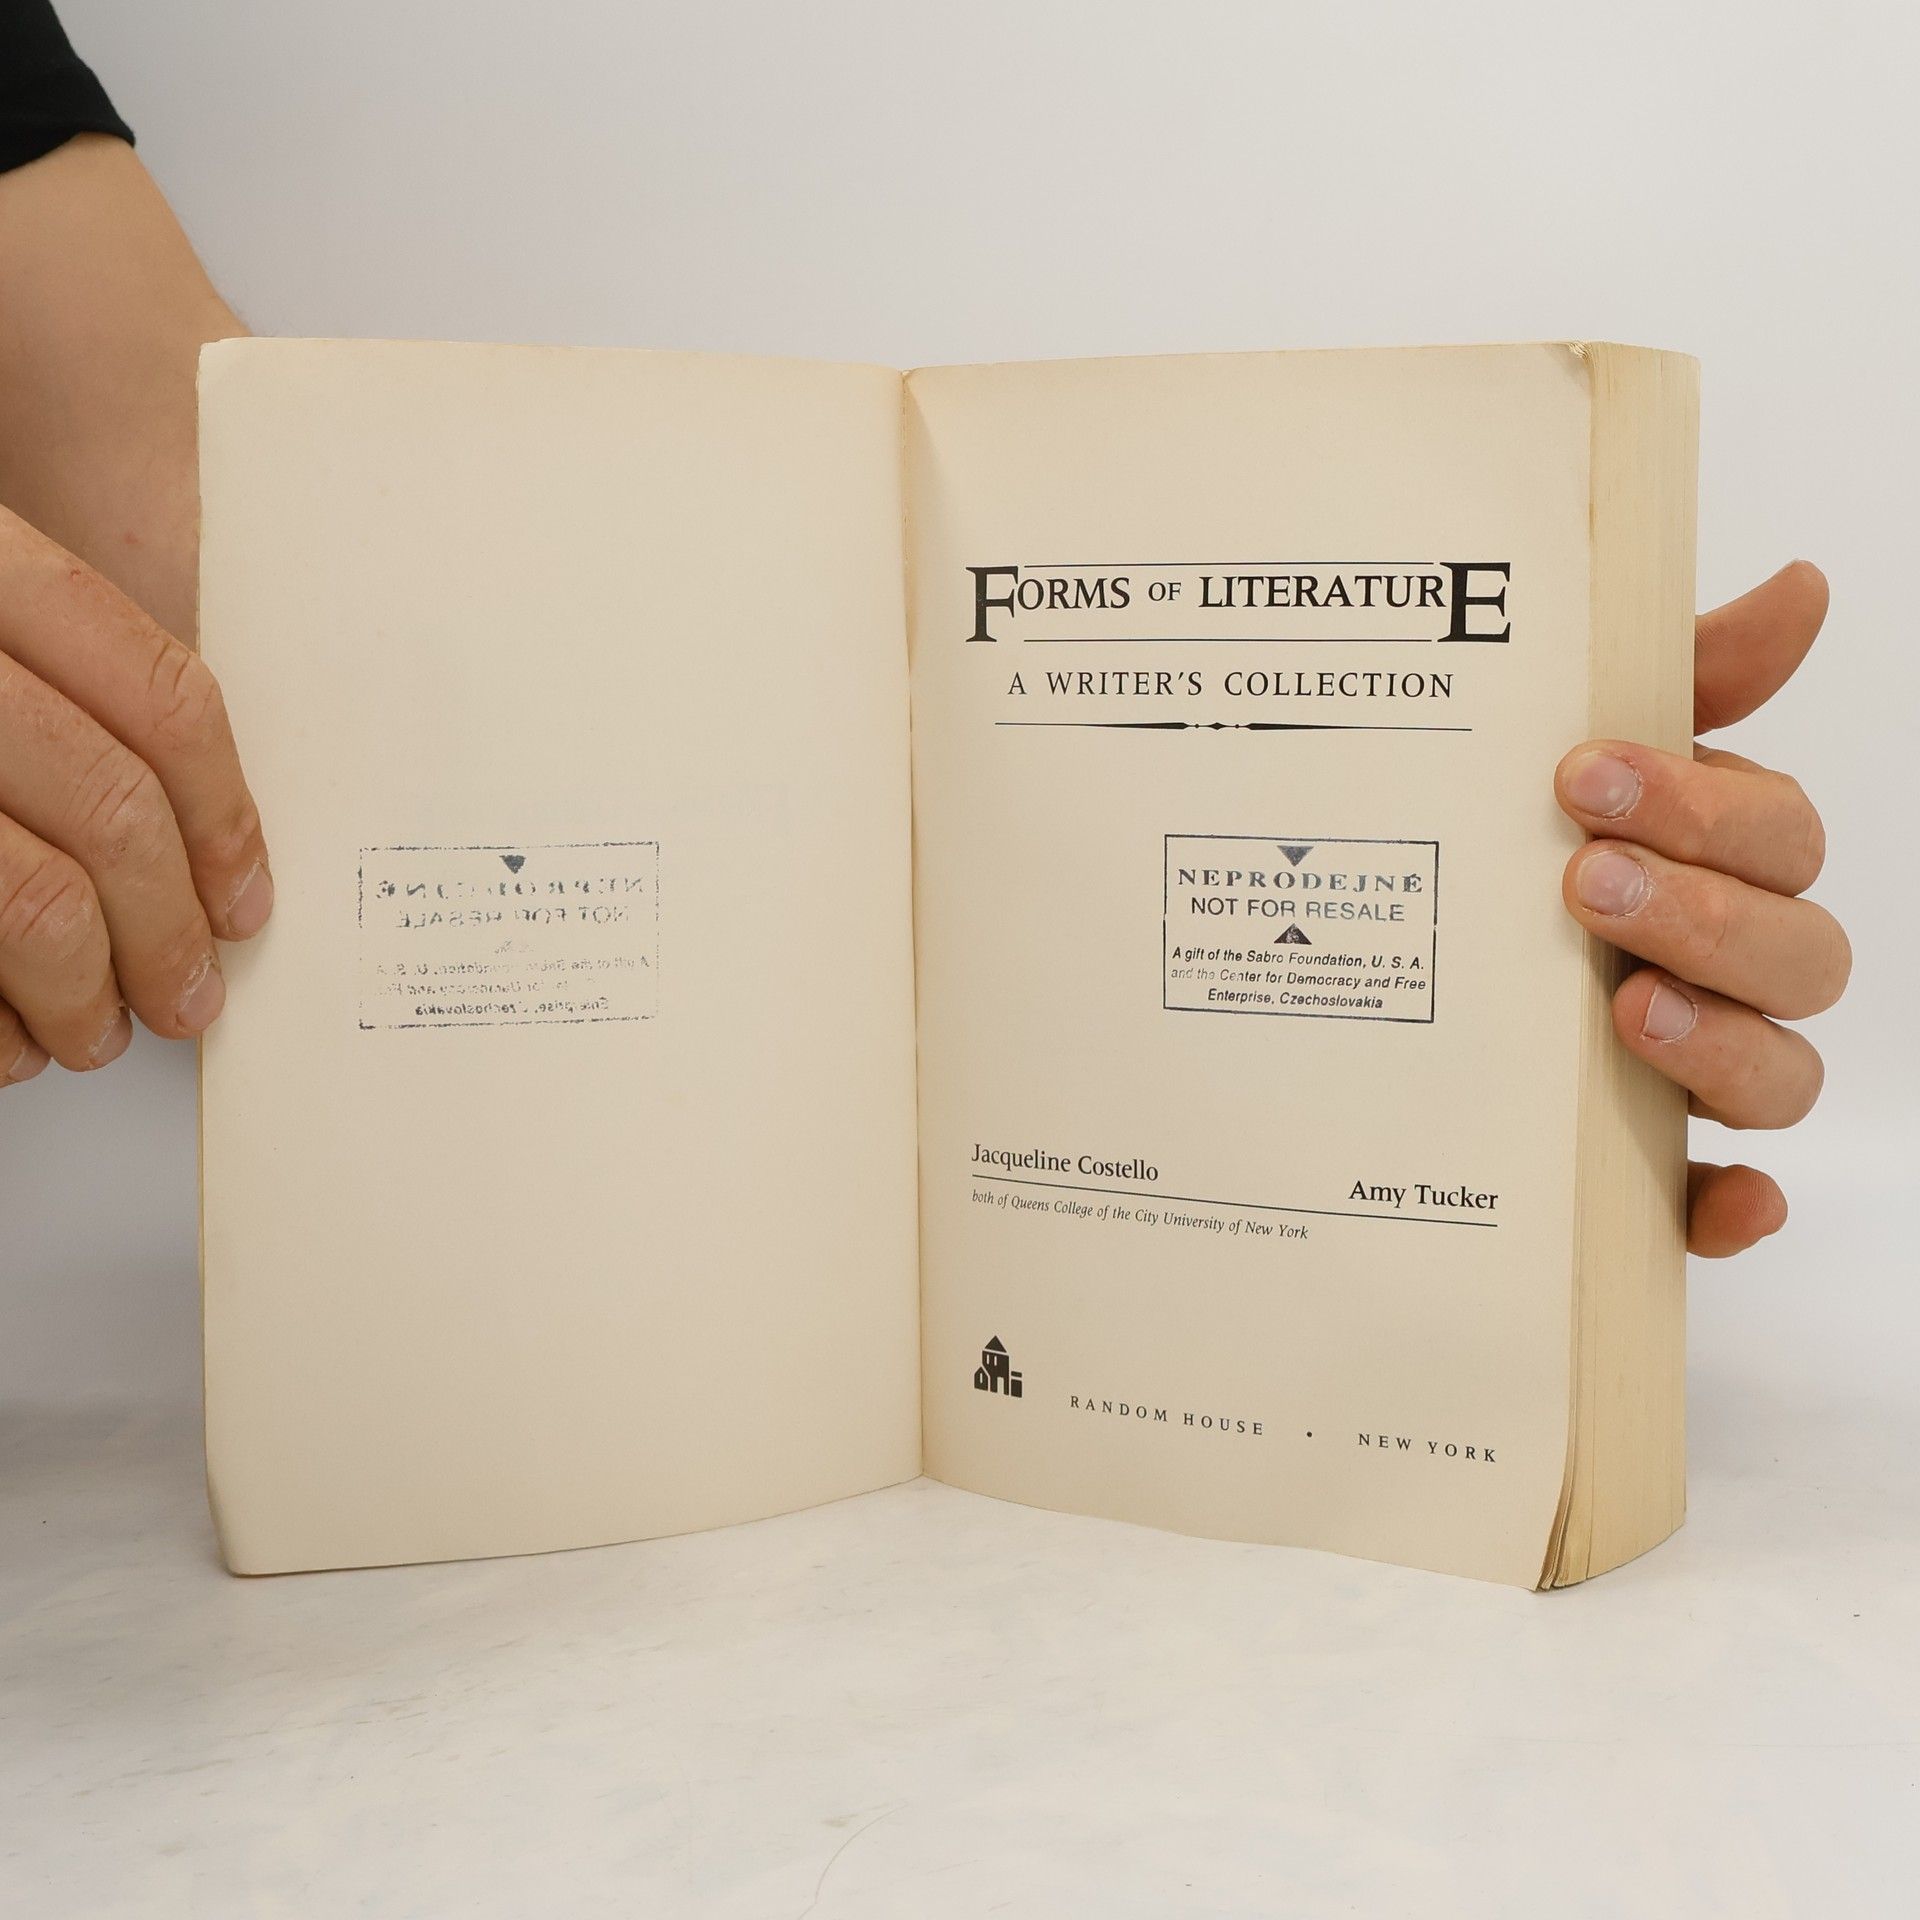 FORMS OF LITERATURE
A WRITER'S COLLECTION
NEPRODEJNÉ
NOT FOR RESALE
A gift of the Sabro Foundation, U. S. A.
and the Center for Democracy and Free
Enterprise, Czechoslovakia
Jacqueline Costello
Amy Tucker
both of Queens College of the City University of New York
RANDOM HOUSE • NEW YORK